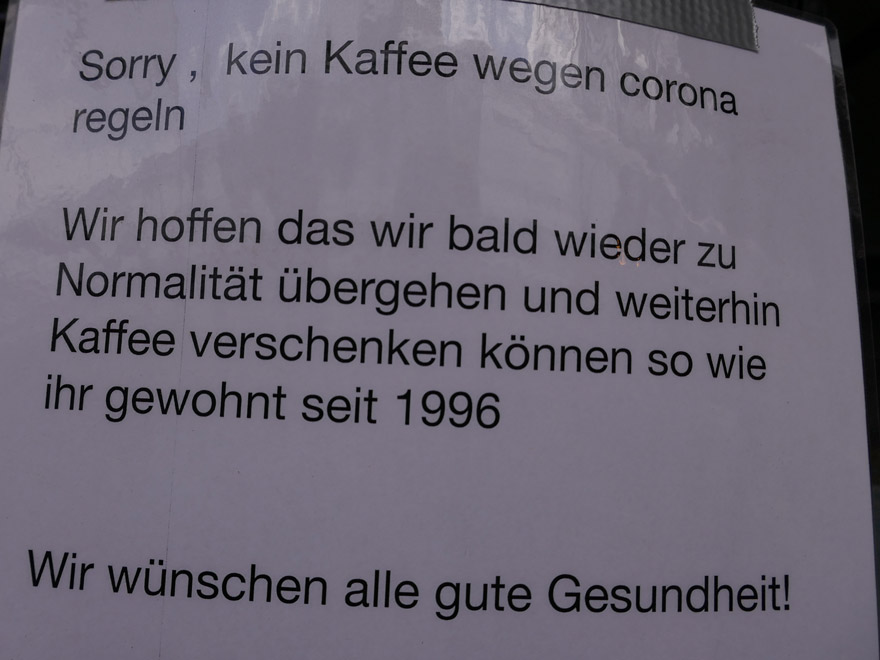 Sorry , kein Kaffee wegen corona
regeln
Wir hoffen das wir bald wieder zu
Normalität übergehen und weiterhin
Kaffee verschenken können so wie
ihr gewohnt seit 1996
Wir wünschen alle gute Gesundheit!